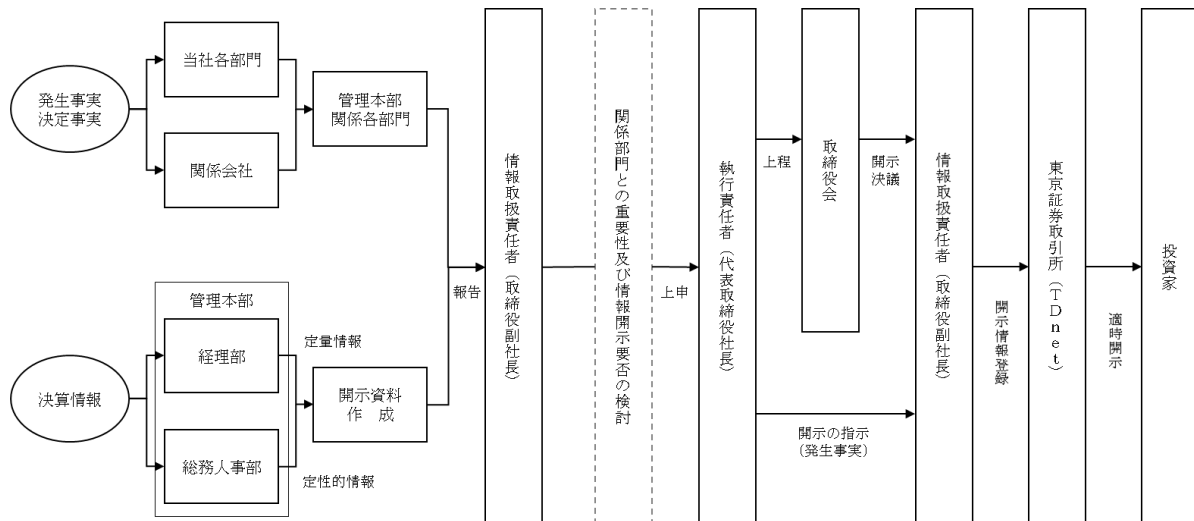 発生事実
決定事実
当社各部門
関係会社
管理本部
関係各部門
決算情報
管理本部
経理部
総務人事部
定量情報
定性的情報
開示資料
作　成
報告
情報取扱責任者（取締役副社長）
関係部門との重要性及び情報開示要否の検討
上申
執行責任者（代表取締役社長）
上程
取締役会
開示
決議
開示の指示
(発生事実)
情報取扱責任者（取締役副社長）
開示情報登録
東京証券取引所（TDnet）
適時開示
投資家